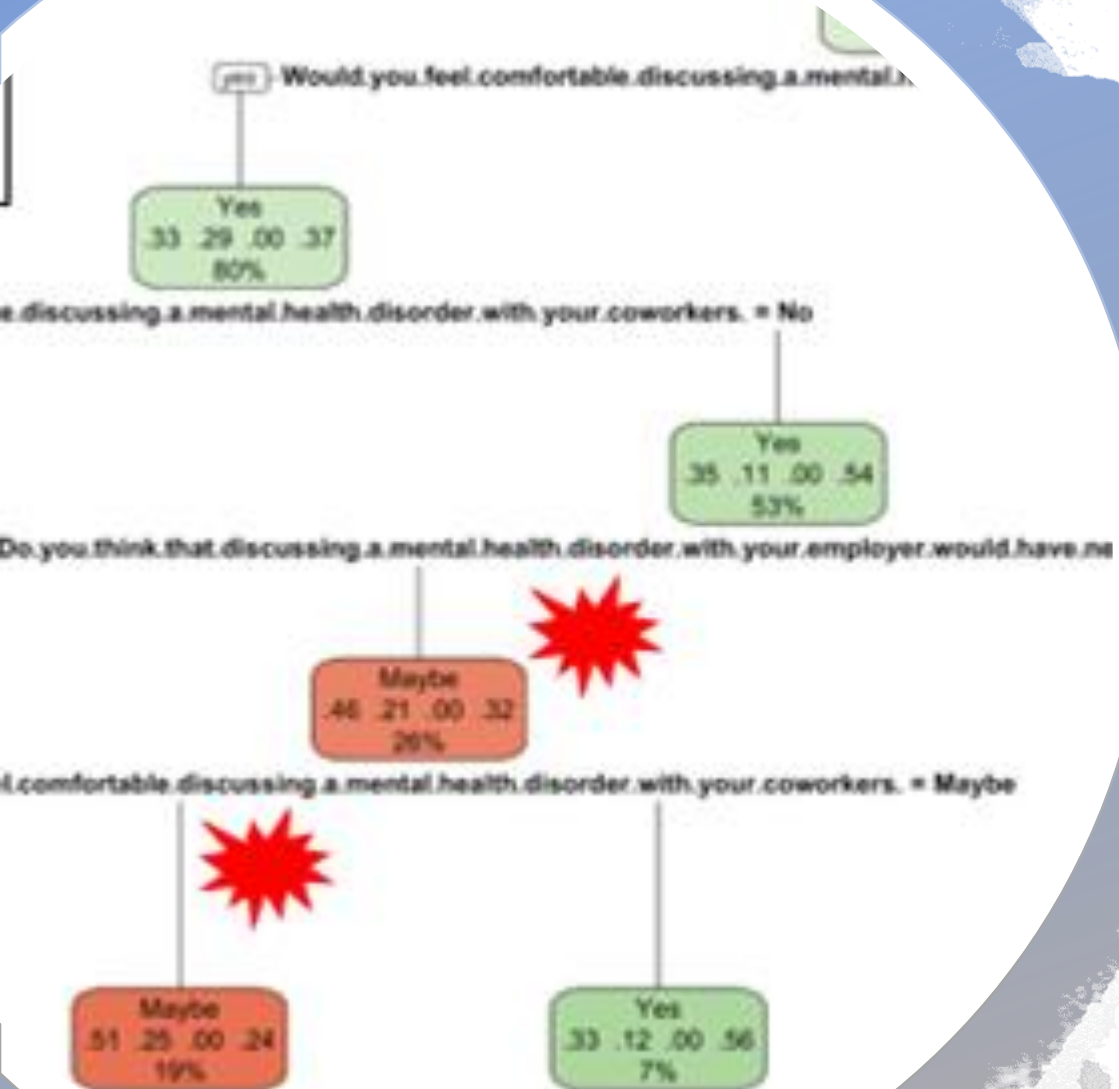 yes Would.you.feel.comfortable.discussing.a.mental.
Yes
.33 .29 .00 .37
80%
e.discussing.a.mental.health.disorder.with.your.coworkers. = No
Yes
.35 .11 .00 .54
53%
Do.you.think.that.discussing.a.mental.health.disorder.with.your.employer.would.have.ne
Maybe
.46 .21 .00 .32
26%
l.comfortable.discussing.a.mental.health.disorder.with.your.coworkers. = Maybe
Maybe
.51 .25 .00 .24
19%
Yes
.33 .12 .00 .56
7%